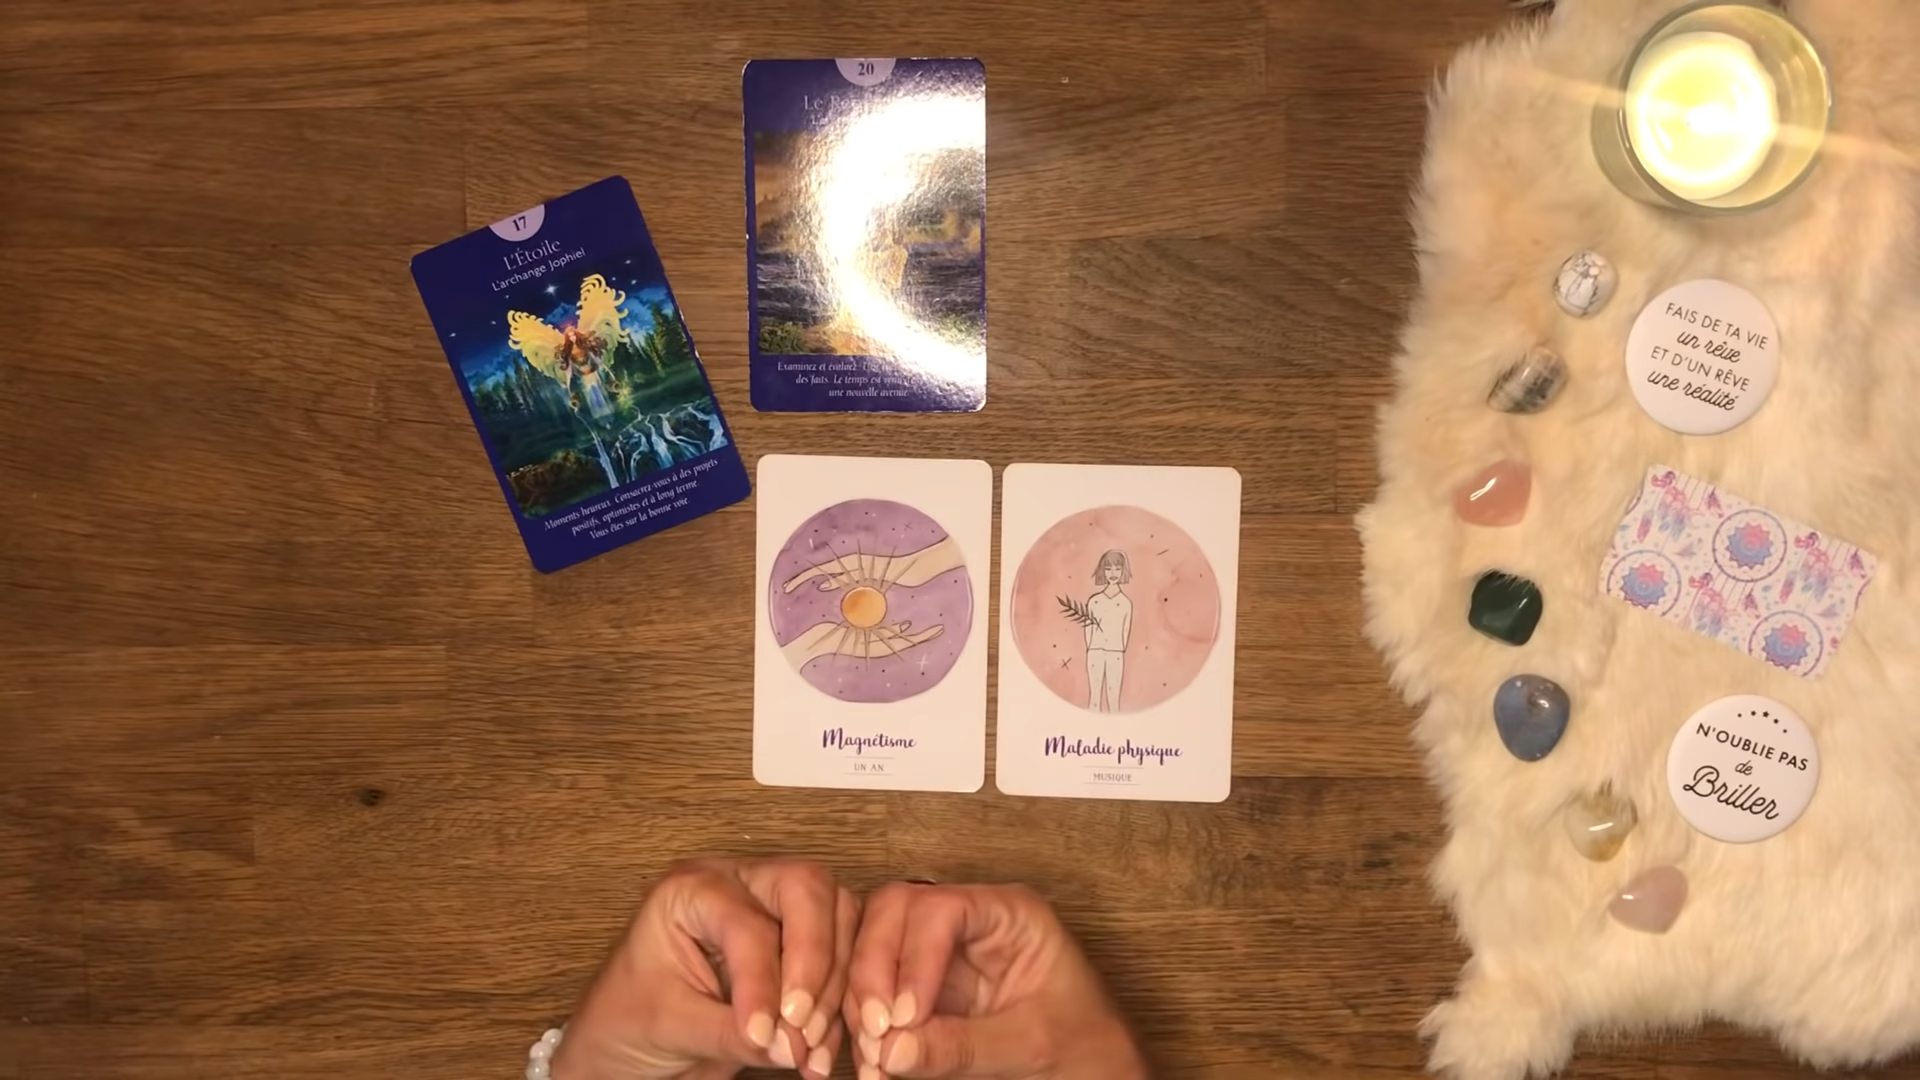 20
Le
Examinez et évaluez.
des faits. Le temps est
une nouvelle avenue
17
L'Étoile
L'archange Jophiel
Moments heureux. Consacrez-vous à des projets
positifs, optimistes et à long terme.
Vous êtes sur la bonne voie.
Magnétisme
UN AN
Maladie physique
MUSIQUE
FAIS DE TA VIE
un rêve
ET D'UN RÊVE
une réalité
N'OUBLIE PAS
de
Briller